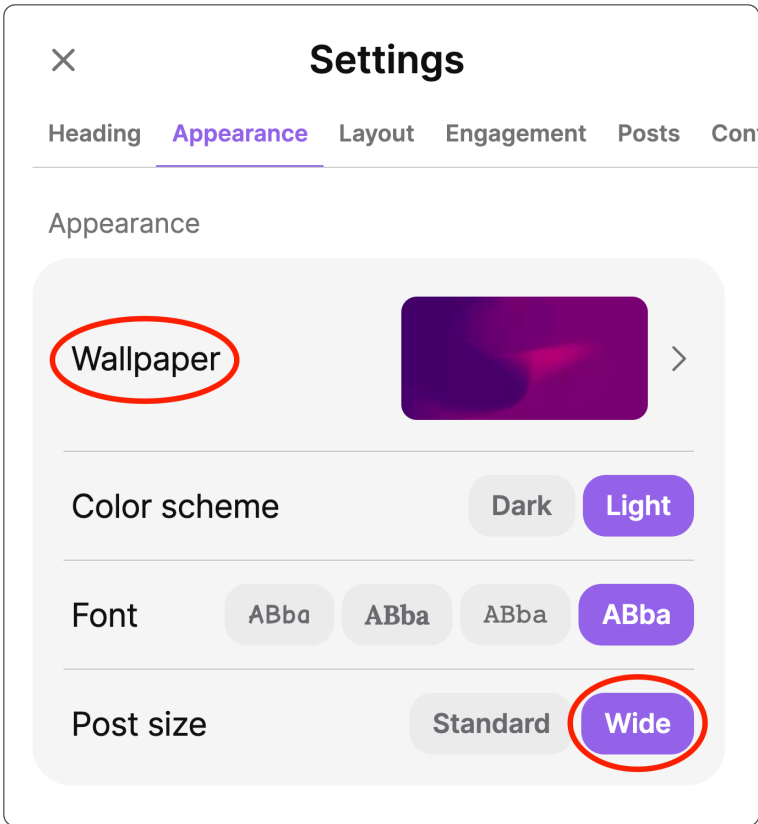 Settings
Heading Appearance Layout Engagement Posts
Appearance
Wallpaper
Color scheme Dark Light
Font ABba ABba ABba ABba
Post size Standard Wide